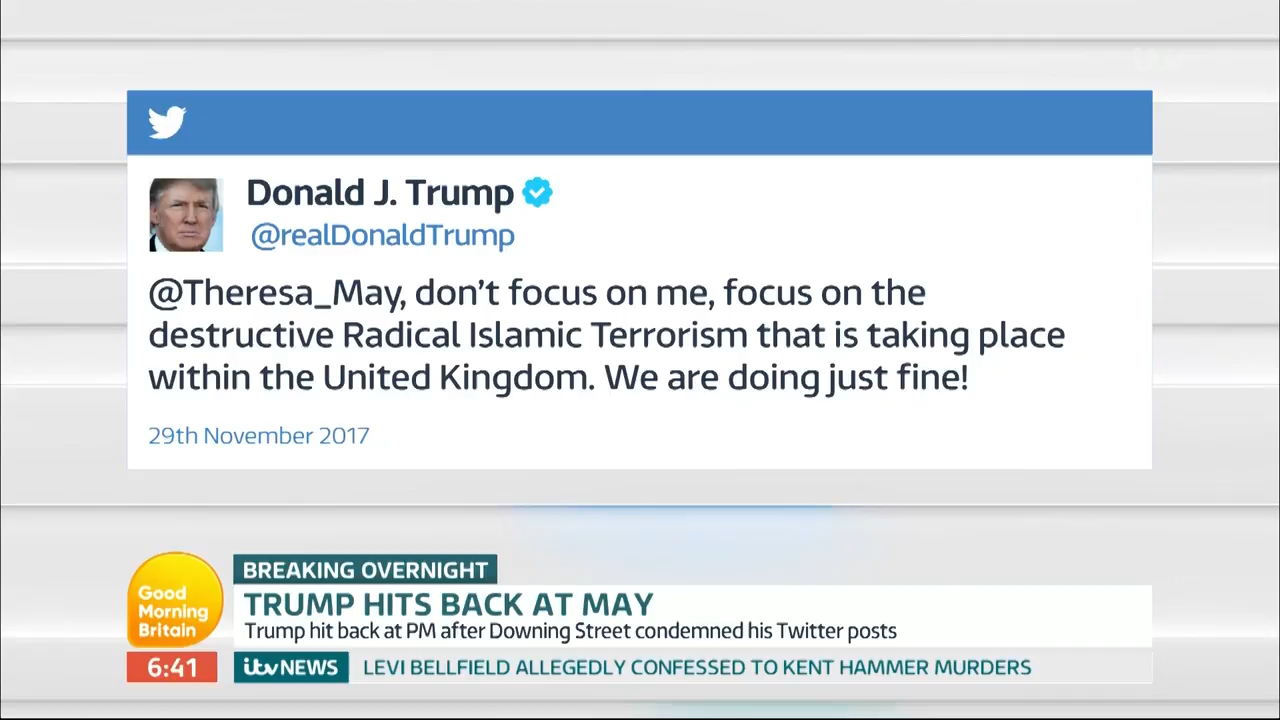 itv
Donald J. Trump
@realDonaldTrump
@Theresa_May, don't focus on me, focus on the
destructive Radical Islamic Terrorism that is taking place
within the United Kingdom. We are doing just fine!
29th November 2017
Good
Morning
Britain
BREAKING OVERNIGHT
TRUMP HITS BACK AT MAY
Trump hit back at PM after Downing Street condemned his Twitter posts
6:41
itv NEWS
LEVI BELLFIELD ALLEGEDLY CONFESSED TO KENT HAMMER MURDERS